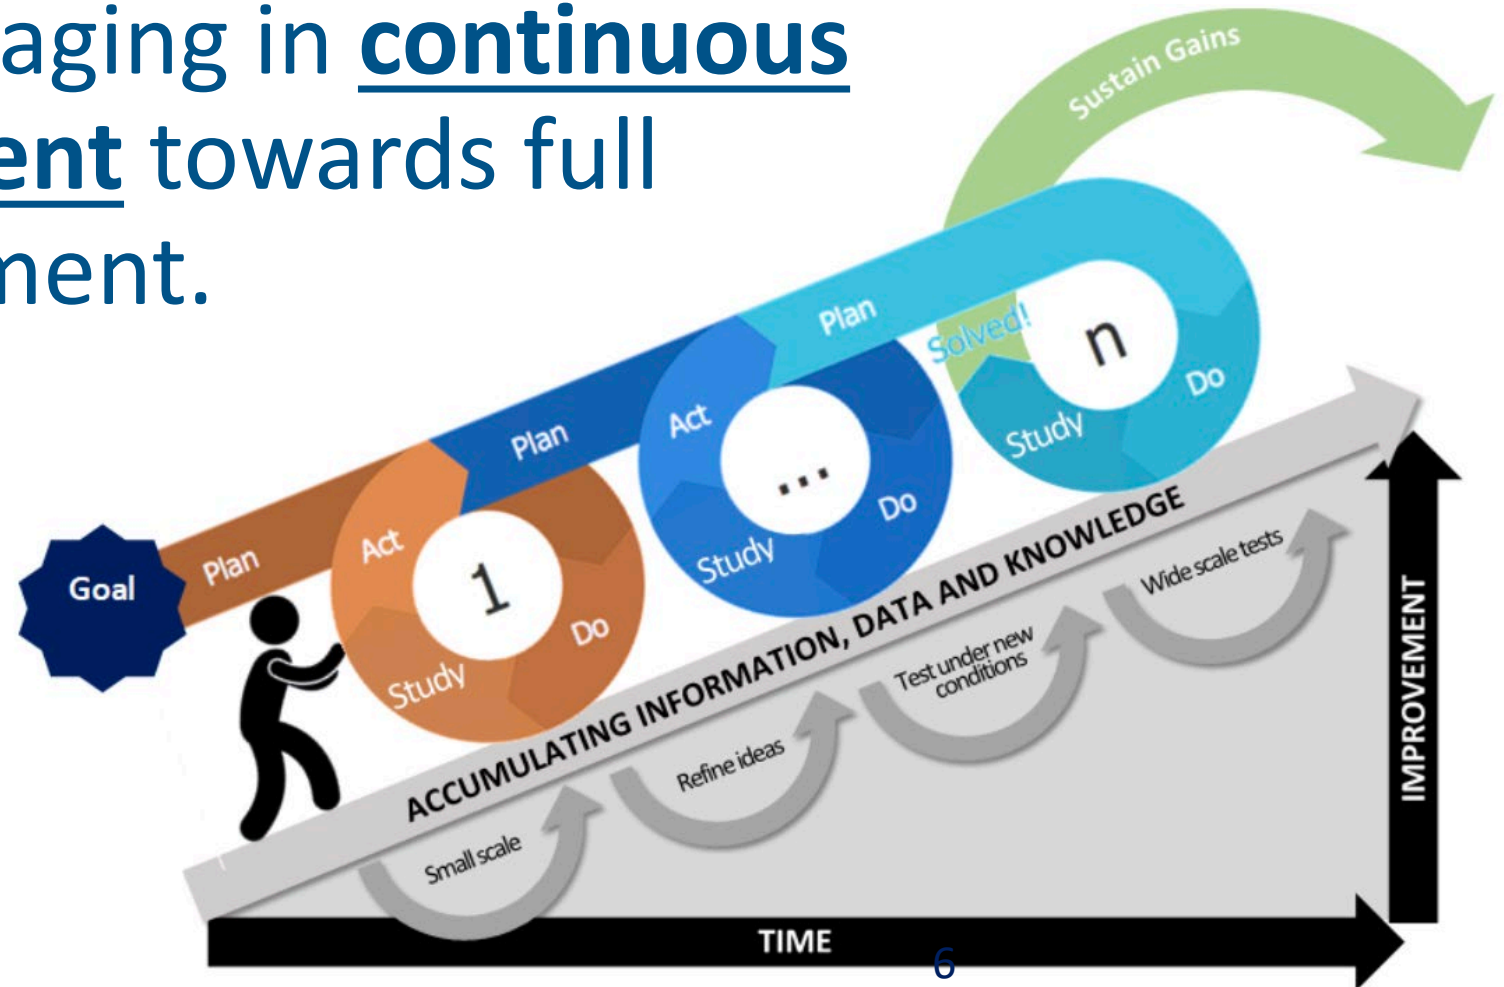 aging in continuous
ent towards full
ment.
Sustain Gains
Plan
Solved!
n
Do
Study
Plan
Act
...
Do
Study
Goal
Plan
Act
1
Do
Study
ACCUMULATING INFORMATION, DATA AND KNOWLEDGE
Small scale
Refine ideas
Test under new
conditions
Wide scale tests
IMPROVEMENT
TIME
6